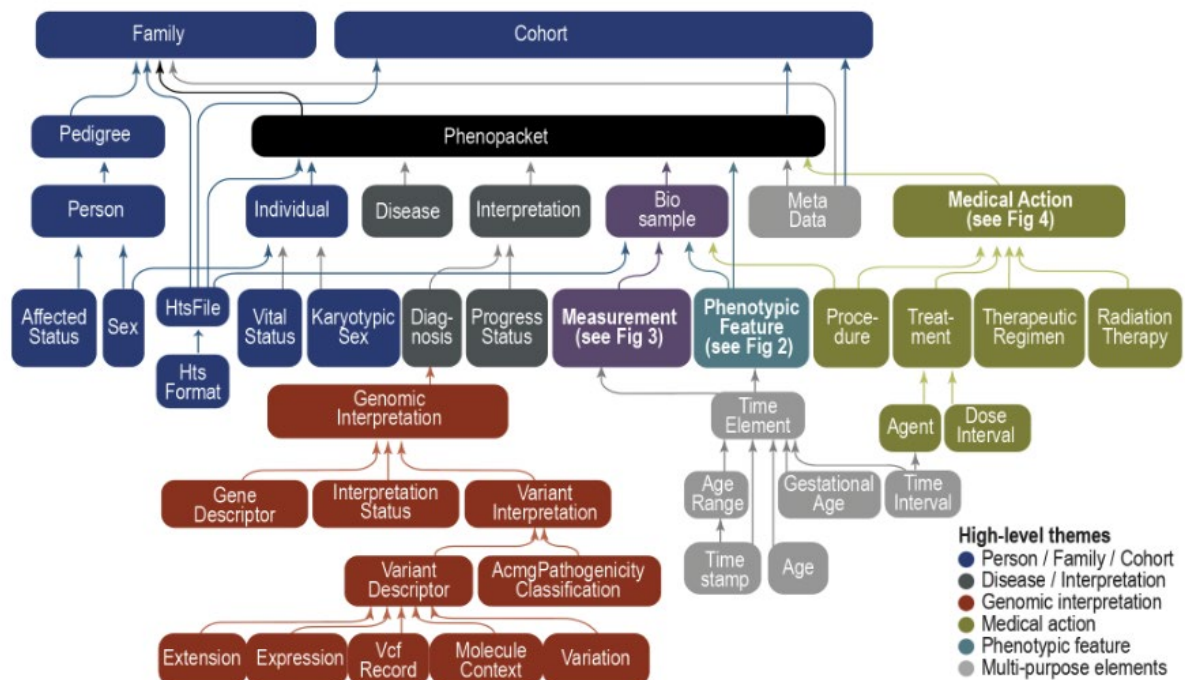 Family
Cohort
Pedigree
Phenopacket
Person
Individual
Disease
Interpretation
Bio
sample
Meta
Data
Medical Action
(see Fig 4)
Affected
Status
Sex
HtsFile
Vital
Status
Karyotypic
Sex
Diag-
nosis
Progress
Status
Measurement
(see Fig 3)
Phenotypic
Feature
(see Fig 2)
Proce-
dure
Treat-
ment
Therapeutic
Regimen
Radiation
Therapy
Hts
Format
Genomic
Interpretation
Time
Element
Agent
Dose
Interval
Gene
Descriptor
Interpretation
Status
Variant
Interpretation
Age
Range
Gestational
Age
Time
Interval
Variant
Descriptor
AcmgPathogenicity
Classification
Time
stamp
Age
Extension
Expression
Vcf
Record
Molecule
Context
Variation
High-level themes
Person / Family / Cohort
Disease / Interpretation
Genomic interpretation
Medical action
Phenotypic feature
Multi-purpose elements